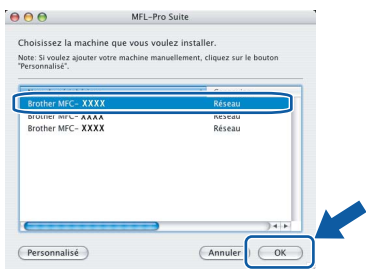 MFL-Pro Suite
Choisissez la machine que vous voulez installer.
Note: Si voulez ajouter votre machine manuellement, cliquez sur le bouton
"Personnalisé".
Brother MFC- XXXX Réseau
Brother MFC- XXXX Réseau
Brother MFC- XXXX Réseau
Personnalisé Annuler OK